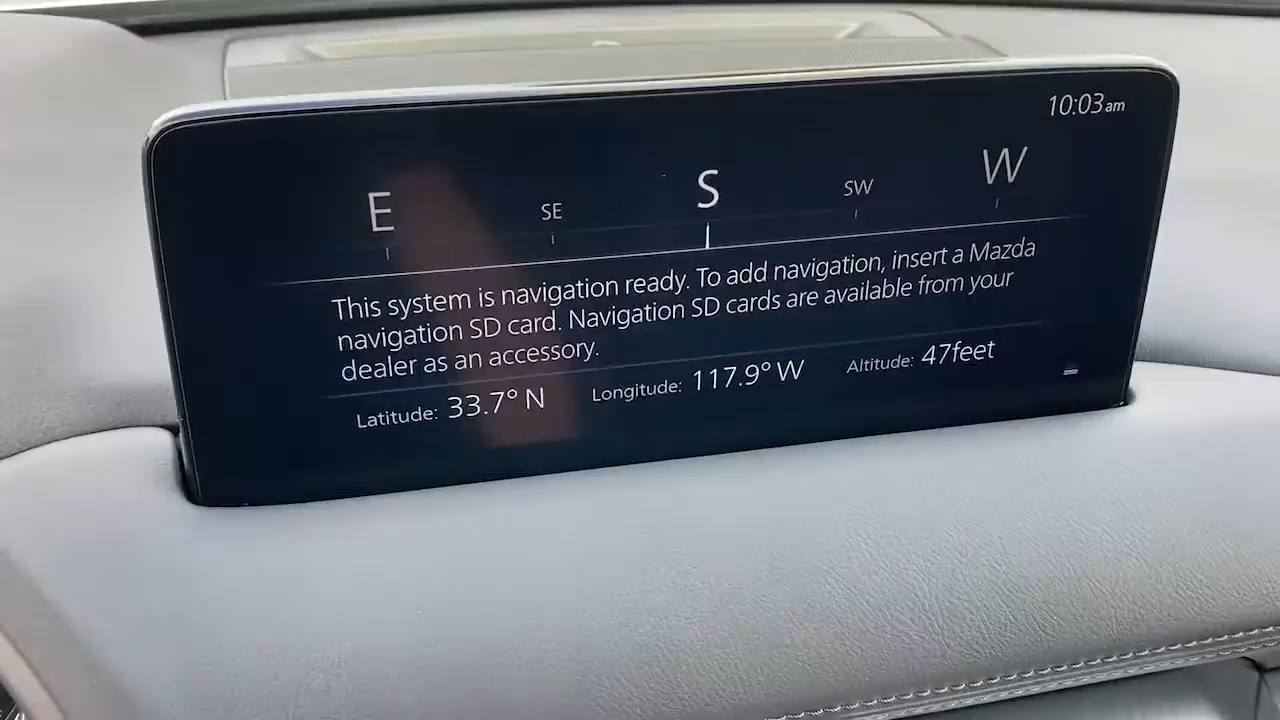 10:03am
E SE S SW W
This system is navigation ready. To add navigation, insert a Mazda
navigation SD card. Navigation SD cards are available from your
dealer as an accessory.
Latitude: 33.7° N Longitude: 117.9° W Altitude: 47feet